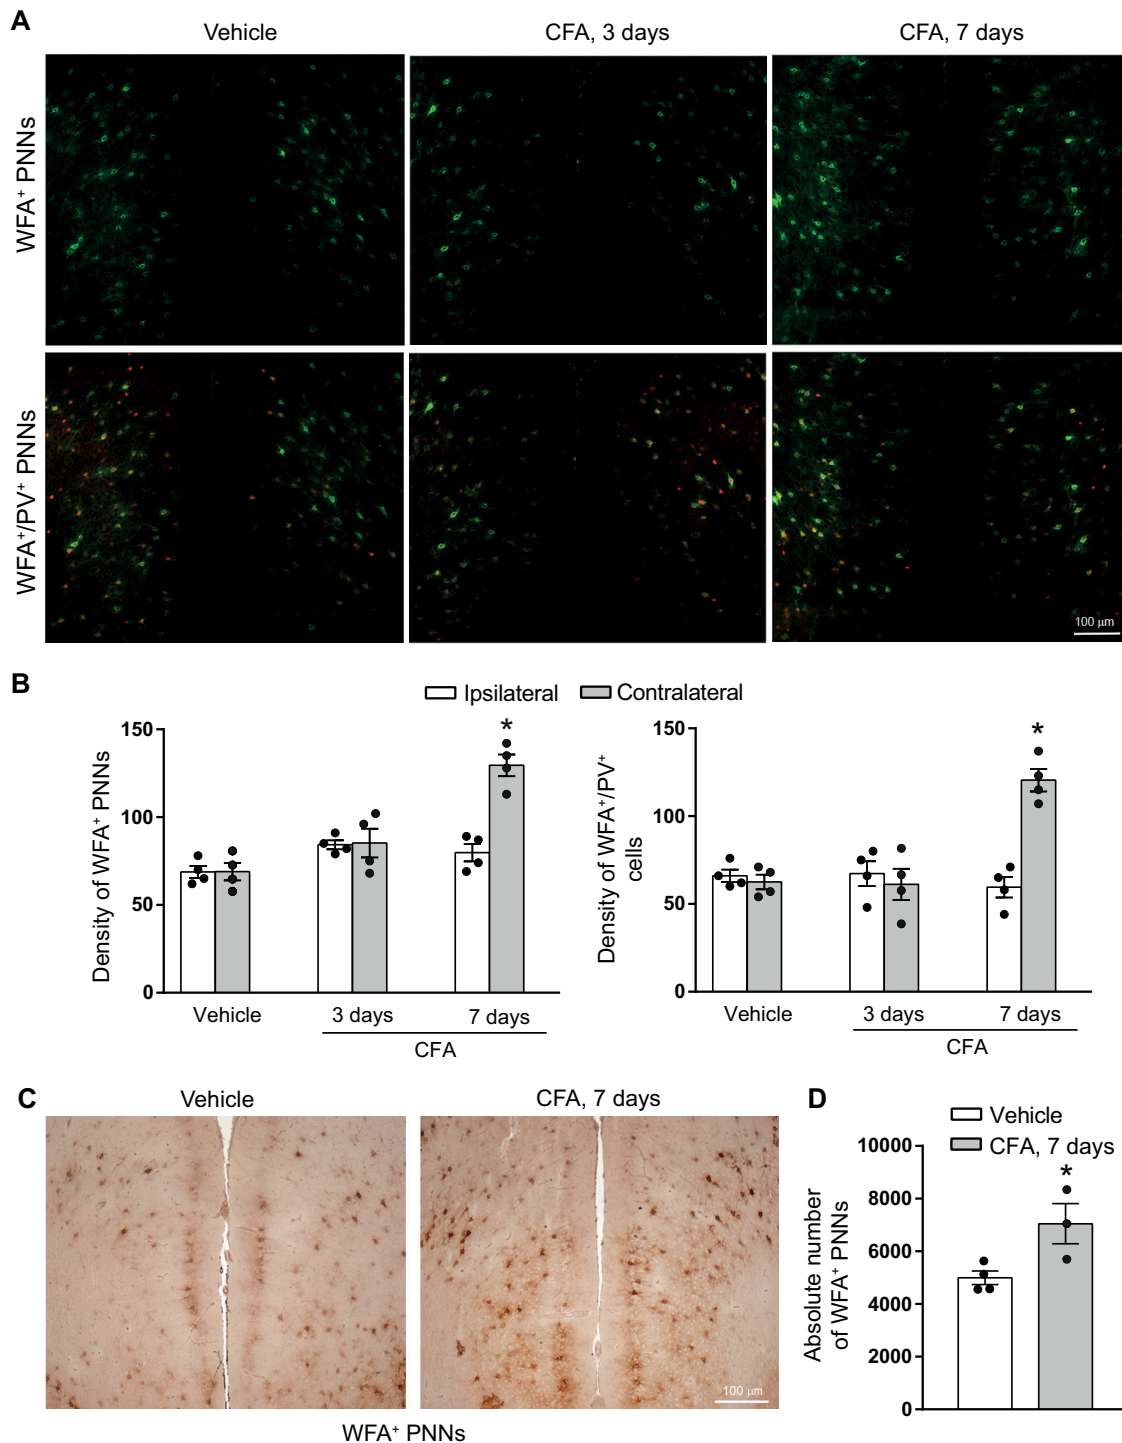 A
Vehicle
CFA, 3 days
CFA, 7 days
WFA⁺ PNNs
WFA⁺/PV⁺ PNNs
100 μm
B
Ipsilateral
Contralateral
Density of WFA⁺ PNNs
150
100
50
0
*
Vehicle
3 days
7 days
CFA
Density of WFA⁺/PV⁺
cells
150
100
50
0
*
Vehicle
3 days
7 days
CFA
C
Vehicle
CFA, 7 days
100 μm
WFA⁺ PNNs
D
Vehicle
CFA, 7 days
Absolute number
of WFA⁺ PNNs
10000
8000
6000
4000
2000
0
*